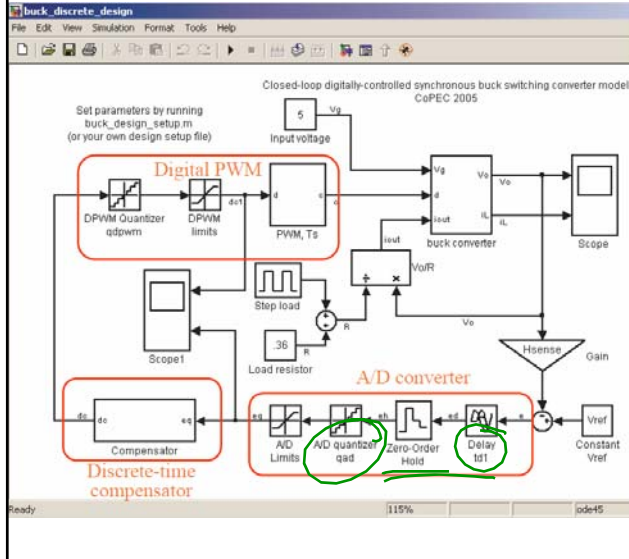 buck_discrete_design
File Edit View Simulation Format Tools Help
Closed-loop digitally-controlled synchronous buck switching converter model
CoPEC 2005
Set parameters by running
buck_design_setup.m
(or your own design setup file)
5
Vg
Input voltage
Digital PWM
DPWM Quantizer
qdpwm
DPWM
limits
dc1
d
c
c
PWM, Ts
Vg
d
iout
Vo
iL
buck converter
Vo
iL
Scope
iout
÷
×
Vo/R
Step load
R
.36
R
Load resistor
Vo
Scope1
Hsense
Gain
A/D converter
dc
dc
eq
Compensator
eq
A/D
Limits
A/D quantizer
qad
eh
Zero-Order
Hold
ed
Delay
td1
e
Vref
Constant
Vref
Discrete-time
compensator
Ready
115%
ode45